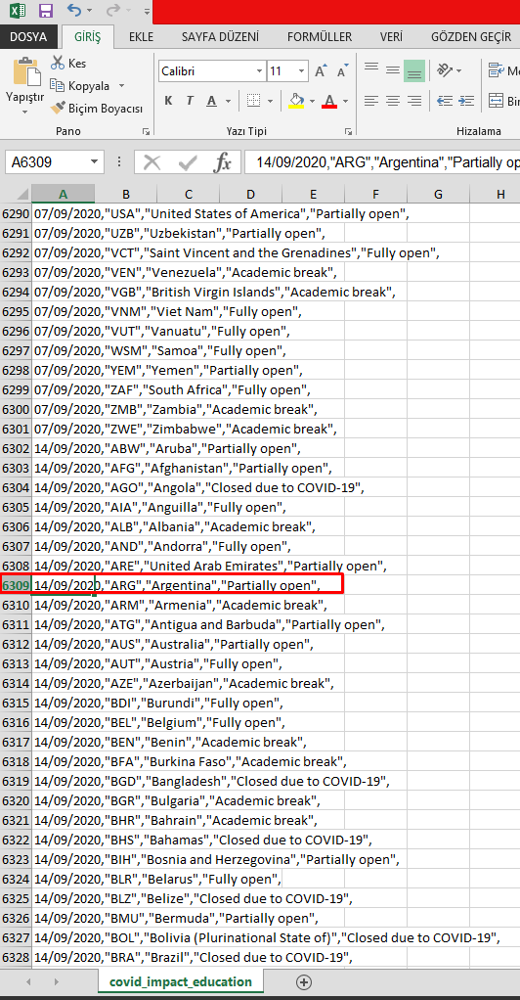 DOSYA GİRİŞ EKLE SAYFA DÜZENİ FORMÜLLER VERİ GÖZDEN GEÇİR
Kes
Kopyala
Biçim Boyacısı
Yapıştır
Pano
Calibri 11 A A
K T A A
Yazı Tipi
Hizalama
A6309 fx 14/09/2020,"ARG","Argentina","Partially op
A B C D E F G H
6290 07/09/2020,"USA","United States of America","Partially open",
6291 07/09/2020,"UZB","Uzbekistan","Partially open",
6292 07/09/2020,"VCT","Saint Vincent and the Grenadines","Fully open",
6293 07/09/2020,"VEN","Venezuela","Academic break",
6294 07/09/2020,"VGB","British Virgin Islands","Academic break",
6295 07/09/2020,"VNM","Viet Nam","Fully open",
6296 07/09/2020,"VUT","Vanuatu","Fully open",
6297 07/09/2020,"WSM","Samoa","Fully open",
6298 07/09/2020,"YEM","Yemen","Partially open",
6299 07/09/2020,"ZAF","South Africa","Fully open",
6300 07/09/2020,"ZMB","Zambia","Academic break",
6301 07/09/2020,"ZWE","Zimbabwe","Academic break",
6302 14/09/2020,"ABW","Aruba","Partially open",
6303 14/09/2020,"AFG","Afghanistan","Partially open",
6304 14/09/2020,"AGO","Angola","Closed due to COVID-19",
6305 14/09/2020,"AIA","Anguilla","Fully open",
6306 14/09/2020,"ALB","Albania","Academic break",
6307 14/09/2020,"AND","Andorra","Fully open",
6308 14/09/2020,"ARE","United Arab Emirates","Partially open",
6309 14/09/2020,"ARG","Argentina","Partially open",
6310 14/09/2020,"ARM","Armenia","Academic break",
6311 14/09/2020,"ATG","Antigua and Barbuda","Partially open",
6312 14/09/2020,"AUS","Australia","Partially open",
6313 14/09/2020,"AUT","Austria","Fully open",
6314 14/09/2020,"AZE","Azerbaijan","Academic break",
6315 14/09/2020,"BDI","Burundi","Fully open",
6316 14/09/2020,"BEL","Belgium","Fully open",
6317 14/09/2020,"BEN","Benin","Academic break",
6318 14/09/2020,"BFA","Burkina Faso","Academic break",
6319 14/09/2020,"BGD","Bangladesh","Closed due to COVID-19",
6320 14/09/2020,"BGR","Bulgaria","Academic break",
6321 14/09/2020,"BHR","Bahrain","Academic break",
6322 14/09/2020,"BHS","Bahamas","Closed due to COVID-19",
6323 14/09/2020,"BIH","Bosnia and Herzegovina","Partially open",
6324 14/09/2020,"BLR","Belarus","Fully open",
6325 14/09/2020,"BLZ","Belize","Closed due to COVID-19",
6326 14/09/2020,"BMU","Bermuda","Partially open",
6327 14/09/2020,"BOL","Bolivia (Plurinational State of)","Closed due to COVID-19",
6328 14/09/2020,"BRA","Brazil","Closed due to COVID-19",
covid_impact_education